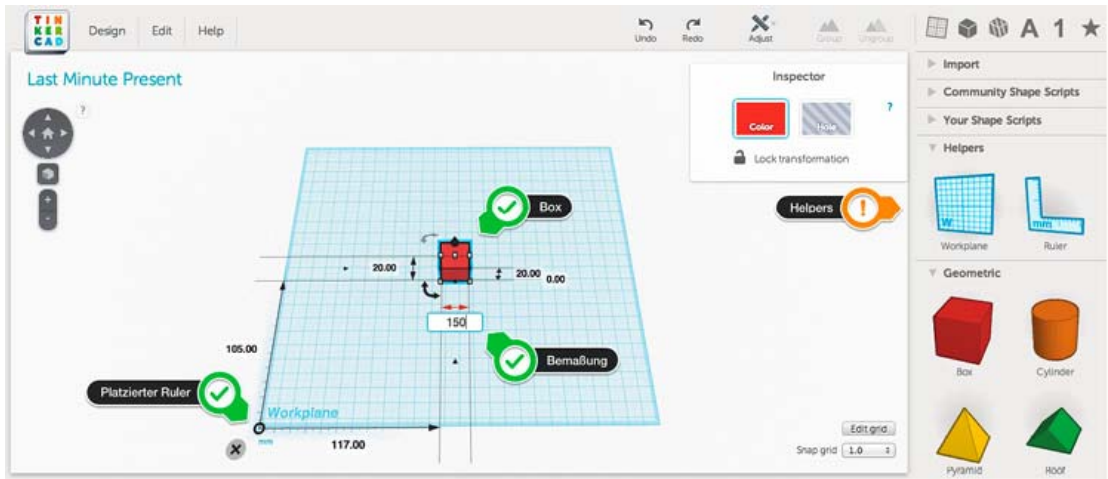 TIN
KER
CAD
Design Edit Help
Undo Redo Adjust Group Ungroup
A 1
Last Minute Present
?
Inspector
Color Hole
?
Lock transformation
Import
Community Shape Scripts
Your Shape Scripts
Helpers
W
mm
Workplane Ruler
Geometric
Box Cylinder
Pyramid Roof
Helpers !
Box
20.00
20.00
0.00
150
Bemaßung
105.00
Platzierter Ruler
Workplane
mm
117.00
+
-
Edit grid
Snap grid 1.0